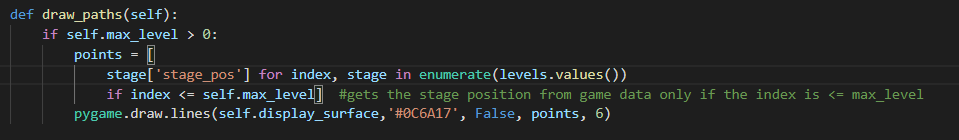 def draw_paths(self):
    if self.max_level > 0:
        points = [
            stage['stage_pos'] for index, stage in enumerate(levels.values())
            if index <= self.max_level]  #gets the stage position from game data only if the index is <= max_level
        pygame.draw.lines(self.display_surface,'#0C6A17', False, points, 6)